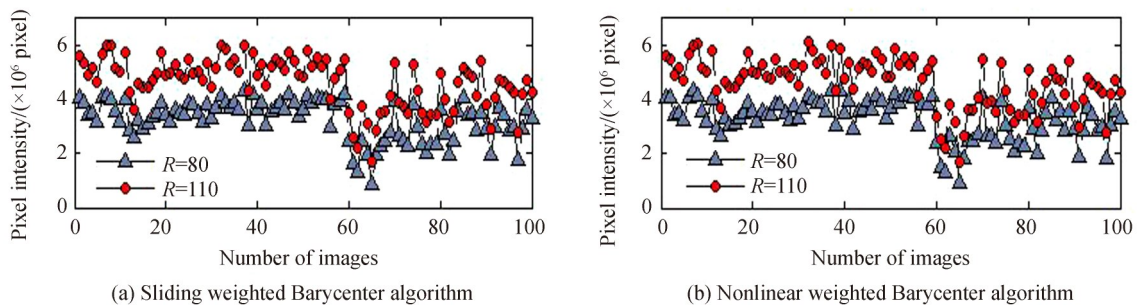 Pixel intensity/(×10⁶ pixel)
6
4
2
0
R=80
R=110
0 20 40 60 80 100
Number of images
(a) Sliding weighted Barycenter algorithm
Pixel intensity/(×10⁶ pixel)
6
4
2
0
R=80
R=110
0 20 40 60 80 100
Number of images
(b) Nonlinear weighted Barycenter algorithm